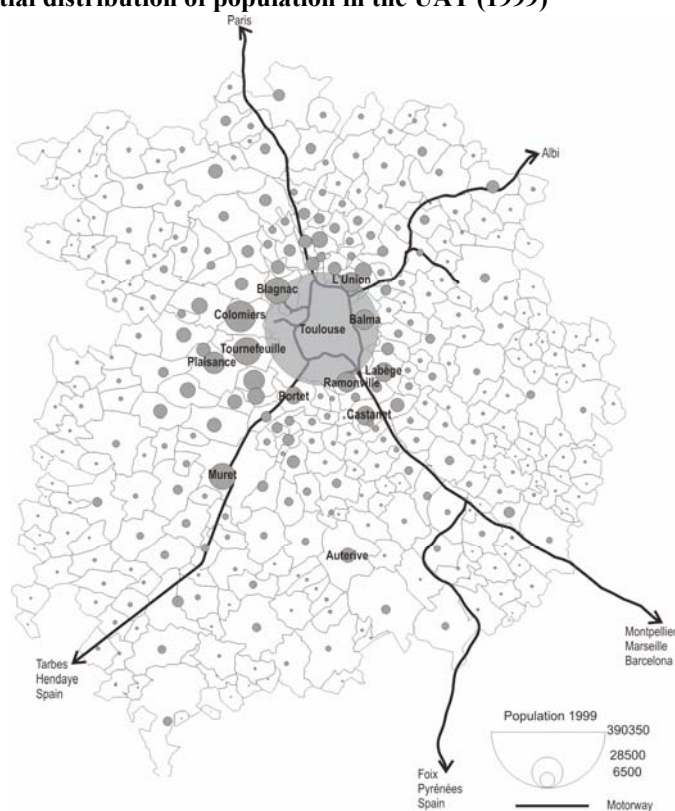 tial distribution of population in the UAT (1999)
Paris
Albi
L'Union
Blagnac
Colomiers
Toulouse
Balma
Tournefeuille
Plaisance
Labège
Ramonville
Portet
Castanet
Muret
Auterive
Montpellier
Marseille
Barcelona
Tarbes
Hendaye
Spain
Population 1999
390350
28500
6500
Foix
Pyrénées
Spain
Motorway